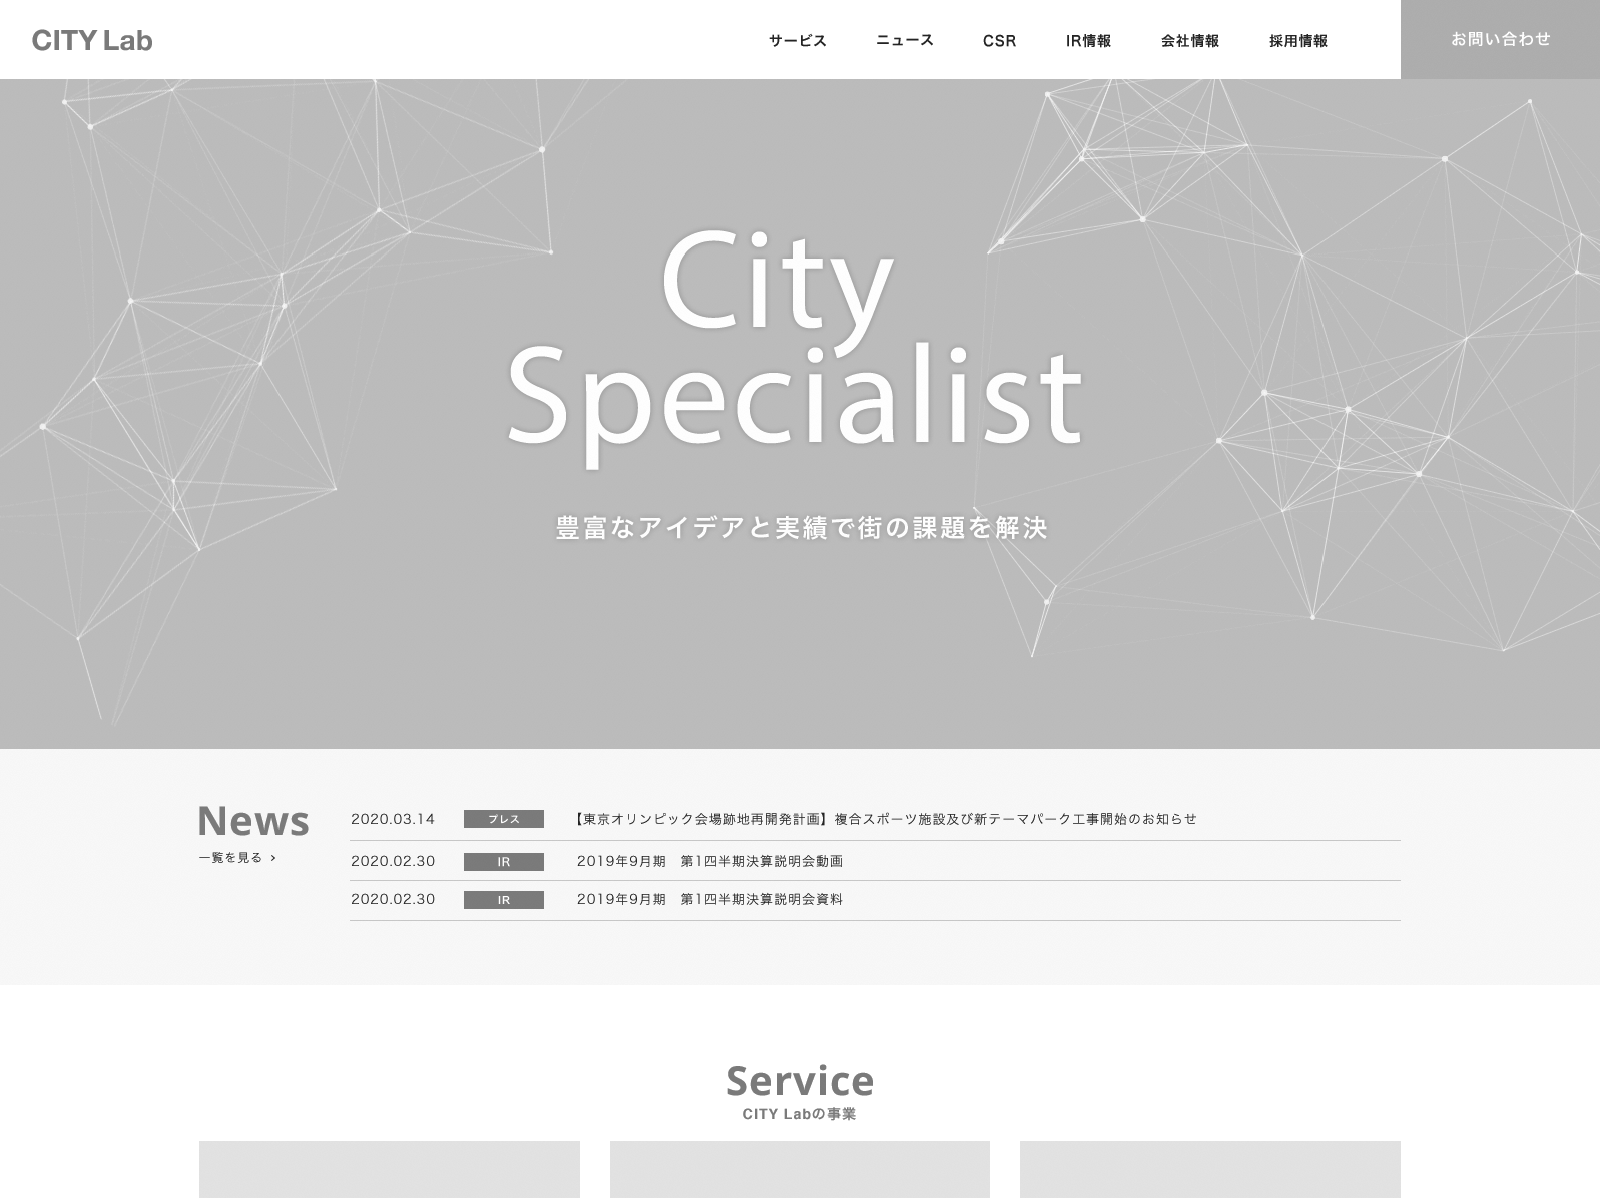 CITY Lab
サービス
ニュース
CSR
IR情報
会社情報
採用情報
お問い合わせ
City
Specialist
豊富なアイデアと実績で街の課題を解決
News
一覧を見る ›
2020.03.14 プレス 【東京オリンピック会場跡地再開発計画】複合スポーツ施設及び新テーマパーク工事開始のお知らせ
2020.02.30 IR 2019年9月期　第1四半期決算説明会動画
2020.02.30 IR 2019年9月期　第1四半期決算説明会資料
Service
CITY Labの事業